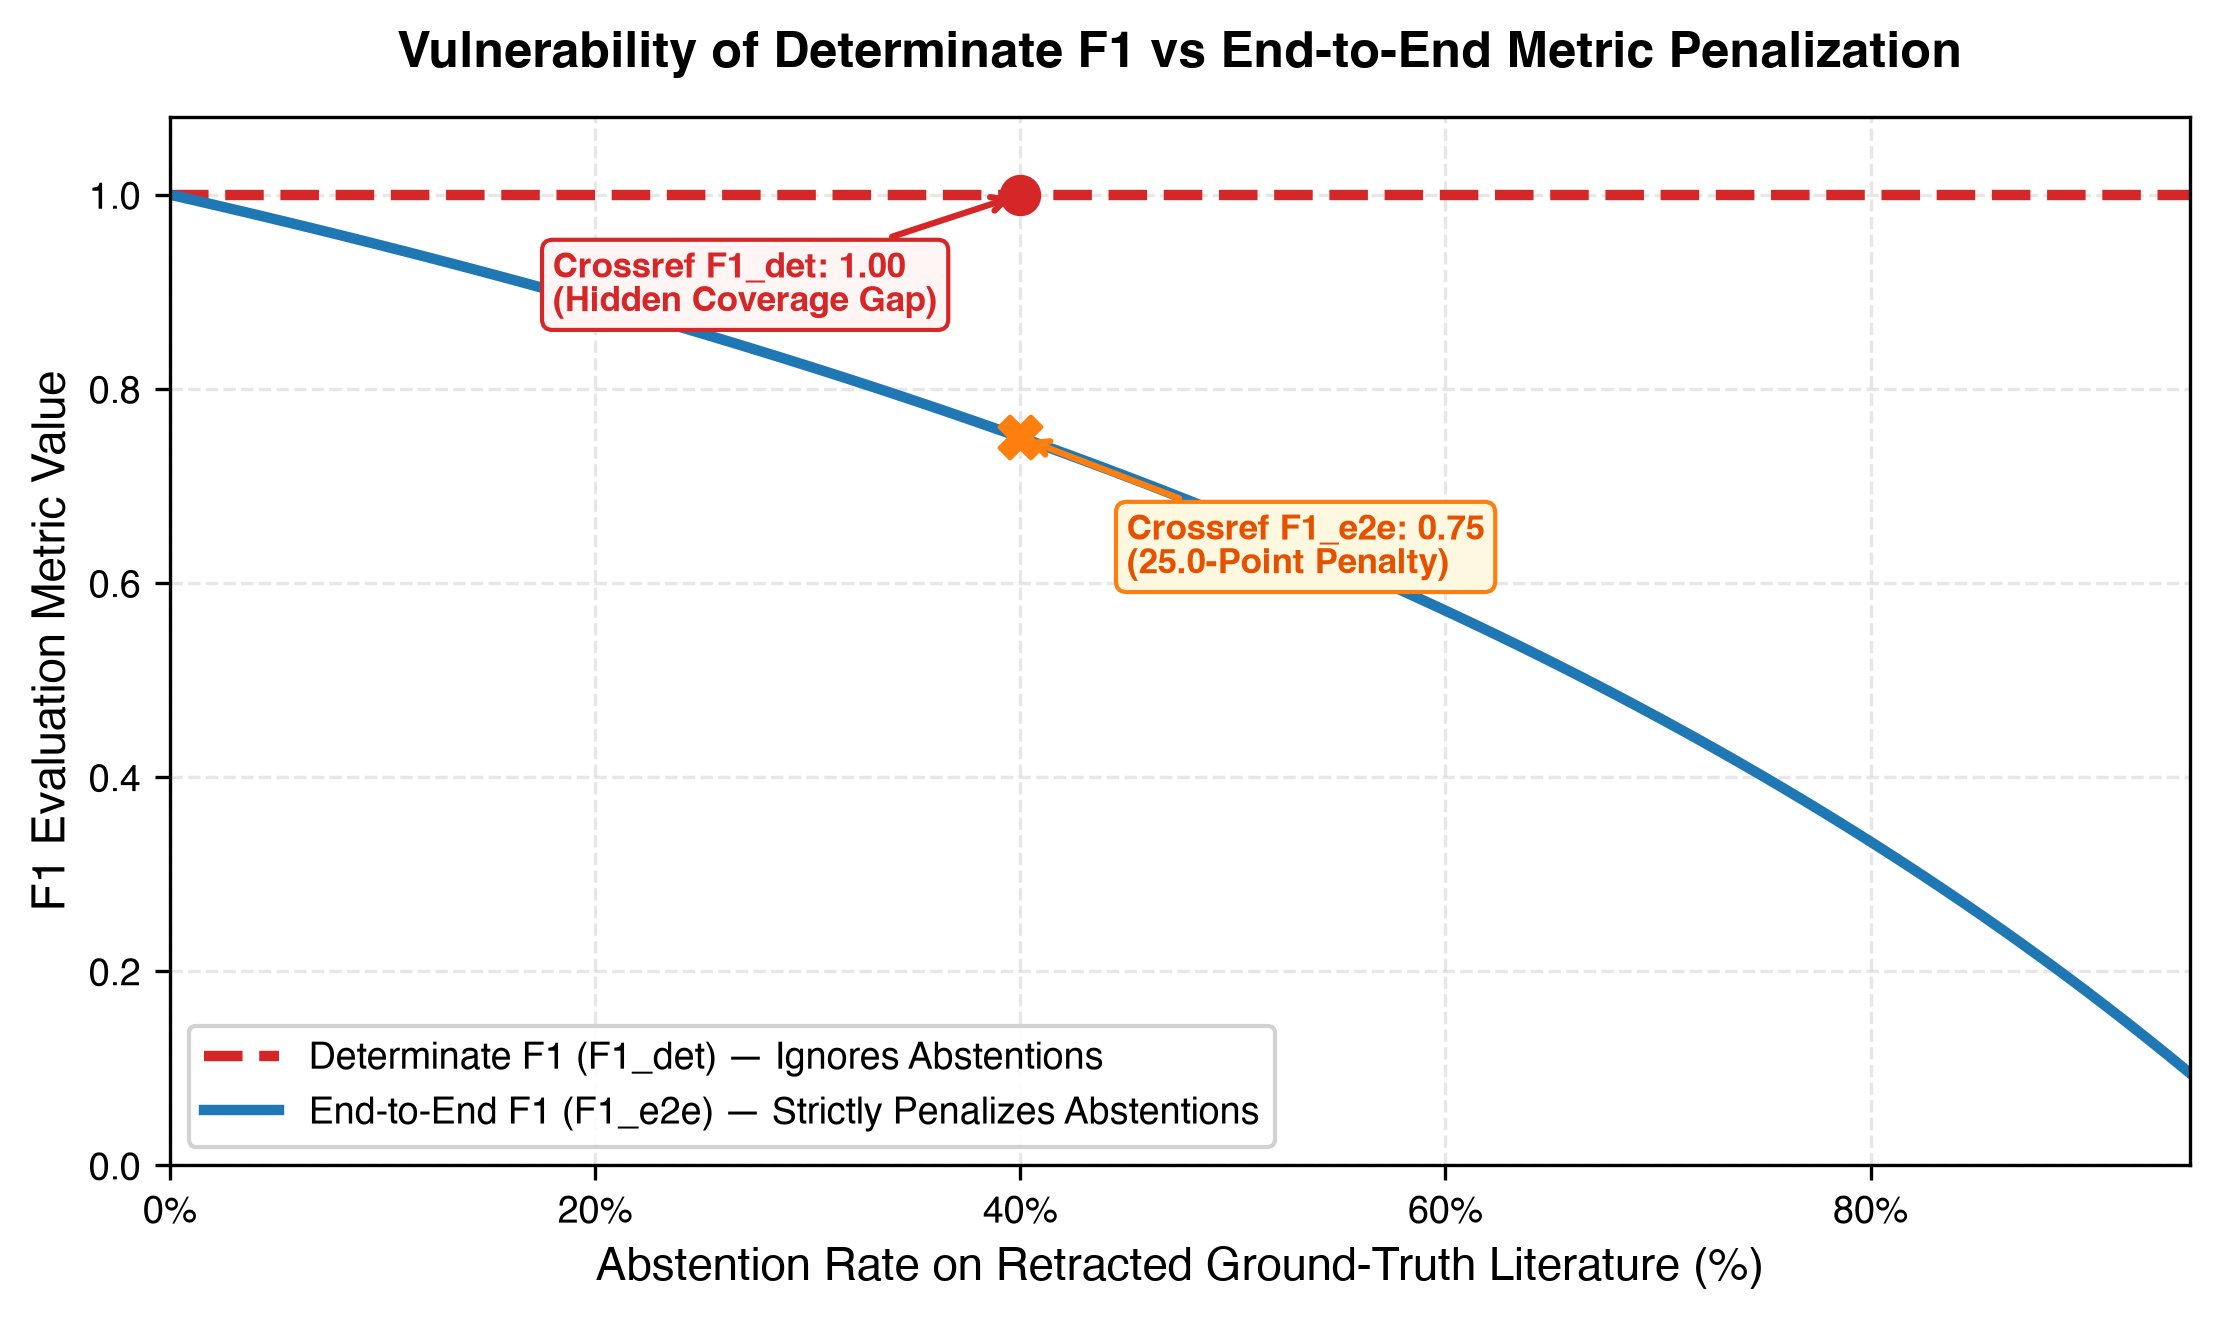 Vulnerability of Determinate F1 vs End-to-End Metric Penalization
F1 Evaluation Metric Value
1.0
0.8
0.6
0.4
0.2
0.0
Crossref F1_det: 1.00
(Hidden Coverage Gap)
Crossref F1_e2e: 0.75
(25.0-Point Penalty)
Determinate F1 (F1_det) — Ignores Abstentions
End-to-End F1 (F1_e2e) — Strictly Penalizes Abstentions
0%
20%
40%
60%
80%
Abstention Rate on Retracted Ground-Truth Literature (%)